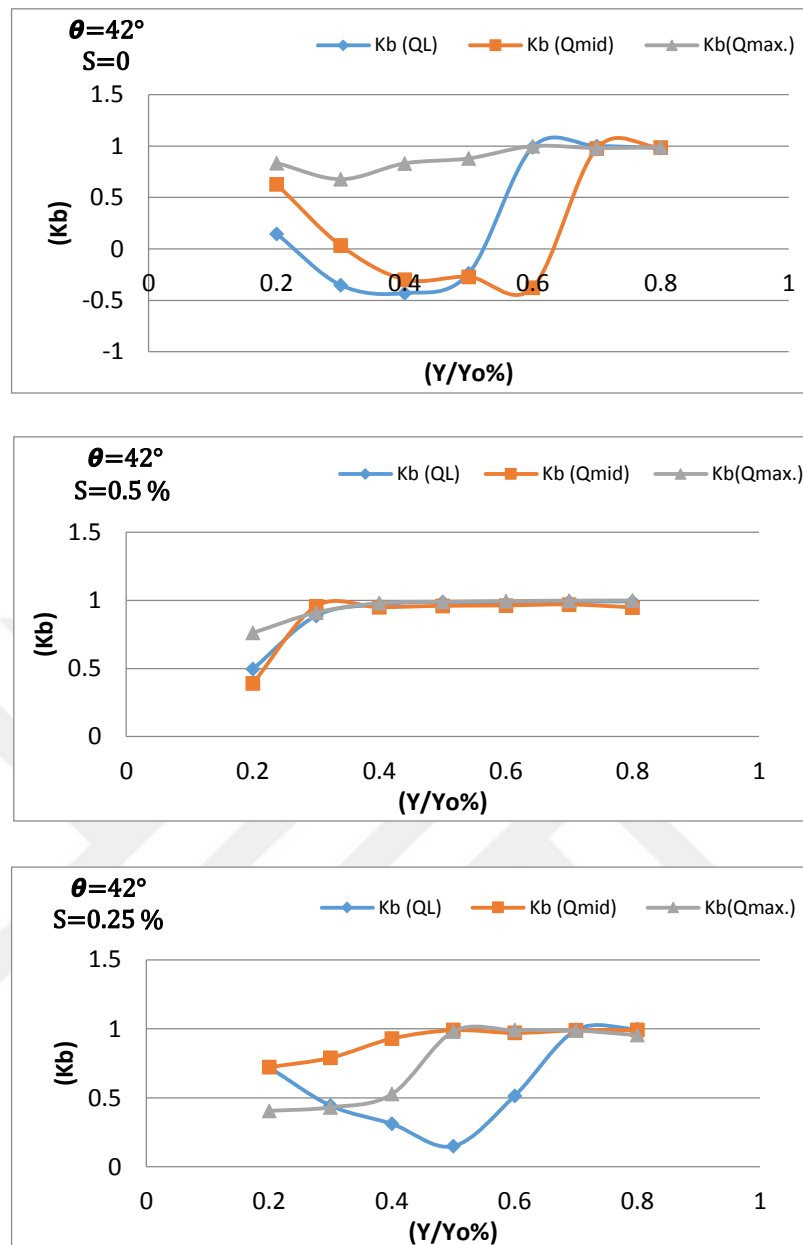 θ=42°
S=0
Kb (QL) Kb (Qmid) Kb(Qmax.)
1.5
1
0.5
0
-0.5
-1
0 0.2 0.4 0.6 0.8 1
(Kb)
(Y/Yo%)
θ=42°
S=0.5 %
Kb (QL) Kb (Qmid) Kb(Qmax.)
1.5
1
0.5
0
0 0.2 0.4 0.6 0.8 1
(Kb)
(Y/Yo%)
θ=42°
S=0.25 %
Kb (QL) Kb (Qmid) Kb(Qmax.)
1.5
1
0.5
0
0 0.2 0.4 0.6 0.8 1
(Kb)
(Y/Yo%)